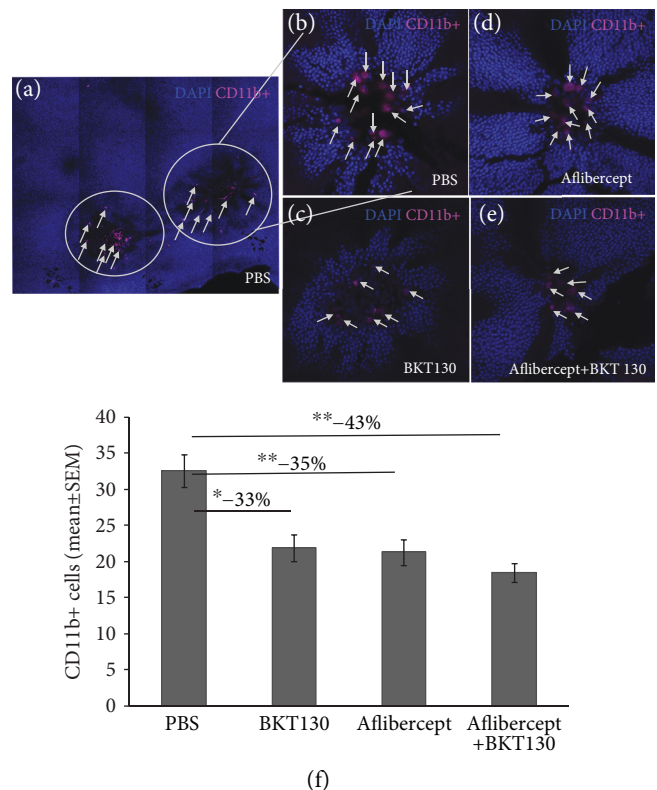 (a)
DAPI CD11b+
PBS
(b)
DAPI CD11b+
PBS
(d)
DAPI CD11b+
Aflibercept
(c)
DAPI CD11b+
BKT130
(e)
DAPI CD11b+
Aflibercept+BKT 130
CD11b+ cells (mean±SEM)
40
35
30
25
20
15
10
5
0
**–43%
**–35%
*–33%
PBS
BKT130
Aflibercept
Aflibercept
+BKT130
(f)